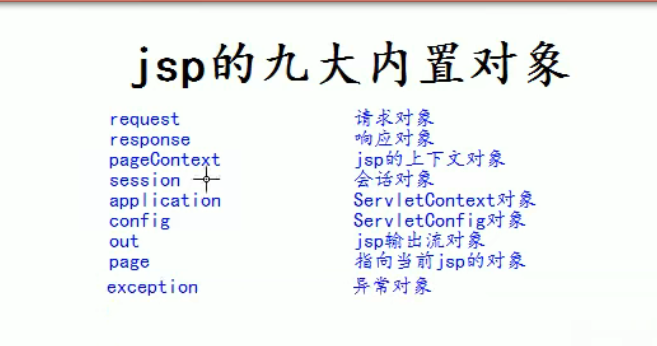 jsp的九大内置对象
request 请求对象
response 响应对象
pageContext jsp的上下文对象
session 会话对象
application ServletContext对象
config ServletConfig对象
out jsp输出流对象
page 指向当前jsp的对象
exception 异常对象